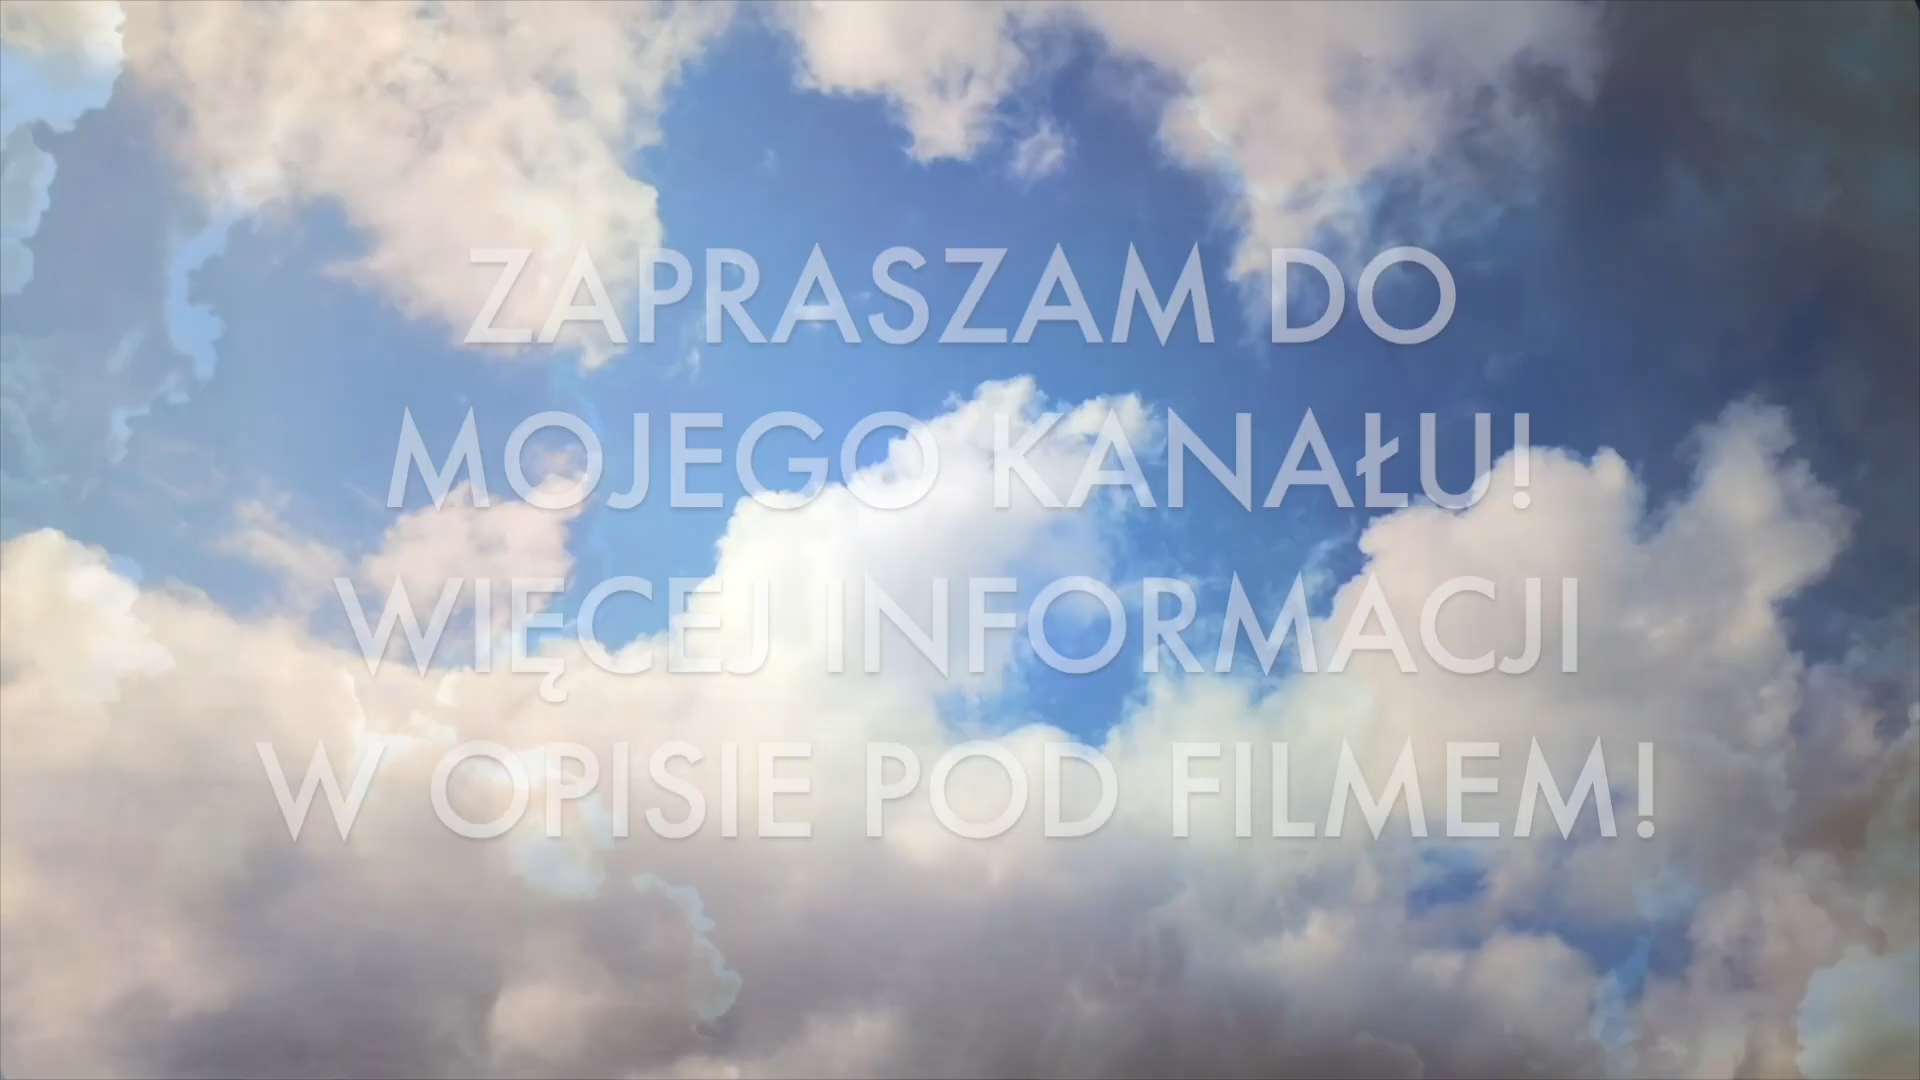 ZAPRASZAM DO
MOJEGO KANAŁU!
WIĘCEJ INFORMACJI
W OPISIE POD FILMEM!